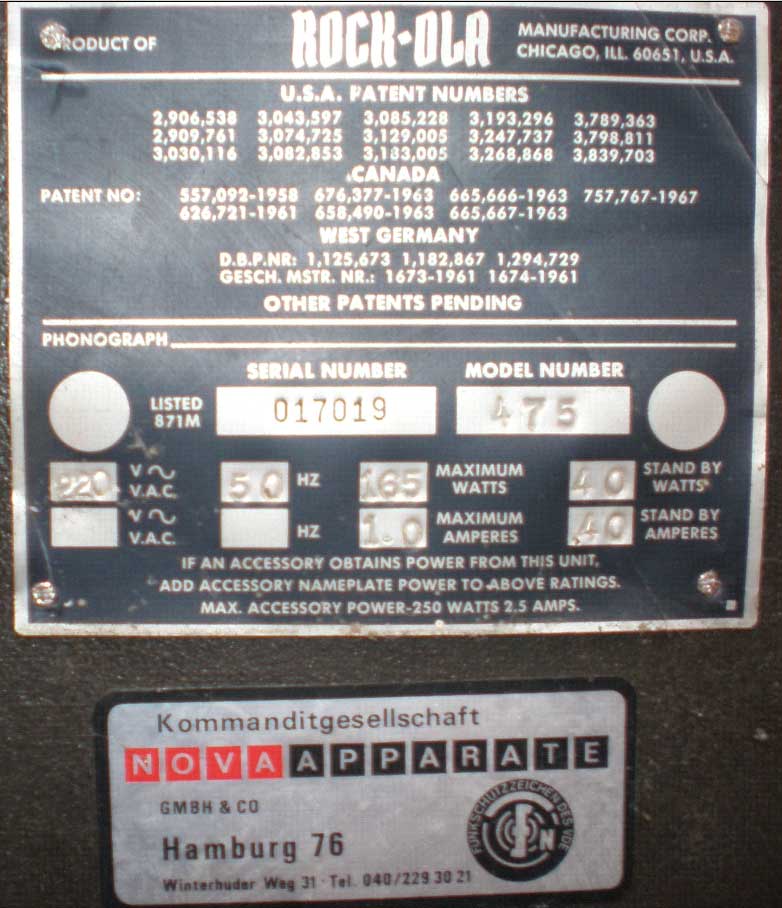 PRODUCT OF ROCK-OLA MANUFACTURING CORP.
CHICAGO, ILL. 60651, U.S.A.
U.S.A. PATENT NUMBERS
2,906,538 3,043,597 3,085,228 3,193,296 3,789,363
2,909,761 3,074,725 3,129,005 3,247,737 3,798,811
3,030,116 3,082,853 3,183,005 3,268,868 3,839,703
CANADA
PATENT NO: 557,092-1958 676,377-1963 665,666-1963 757,767-1967
626,721-1961 658,490-1963 665,667-1963
WEST GERMANY
D.B.P.NR: 1,125,673 1,182,867 1,294,729
GESCH. MSTR. NR.: 1673-1961 1674-1961
OTHER PATENTS PENDING
PHONOGRAPH
SERIAL NUMBER MODEL NUMBER
LISTED 871M 017019 475
220 V~ V.A.C. 50 HZ 165 MAXIMUM WATTS 40 STAND BY WATTS
V~ V.A.C. HZ 1.0 MAXIMUM AMPERES .40 STAND BY AMPERES
IF AN ACCESSORY OBTAINS POWER FROM THIS UNIT,
ADD ACCESSORY NAMEPLATE POWER TO ABOVE RATINGS.
MAX. ACCESSORY POWER-250 WATTS 2.5 AMPS.
Kommanditgesellschaft
NOVA APPARATE
GMBH & CO
Hamburg 76
Winterhuder Weg 31 · Tel. 040/229 30 21
FUNKSCHUTZZEICHEN DES VDE
N